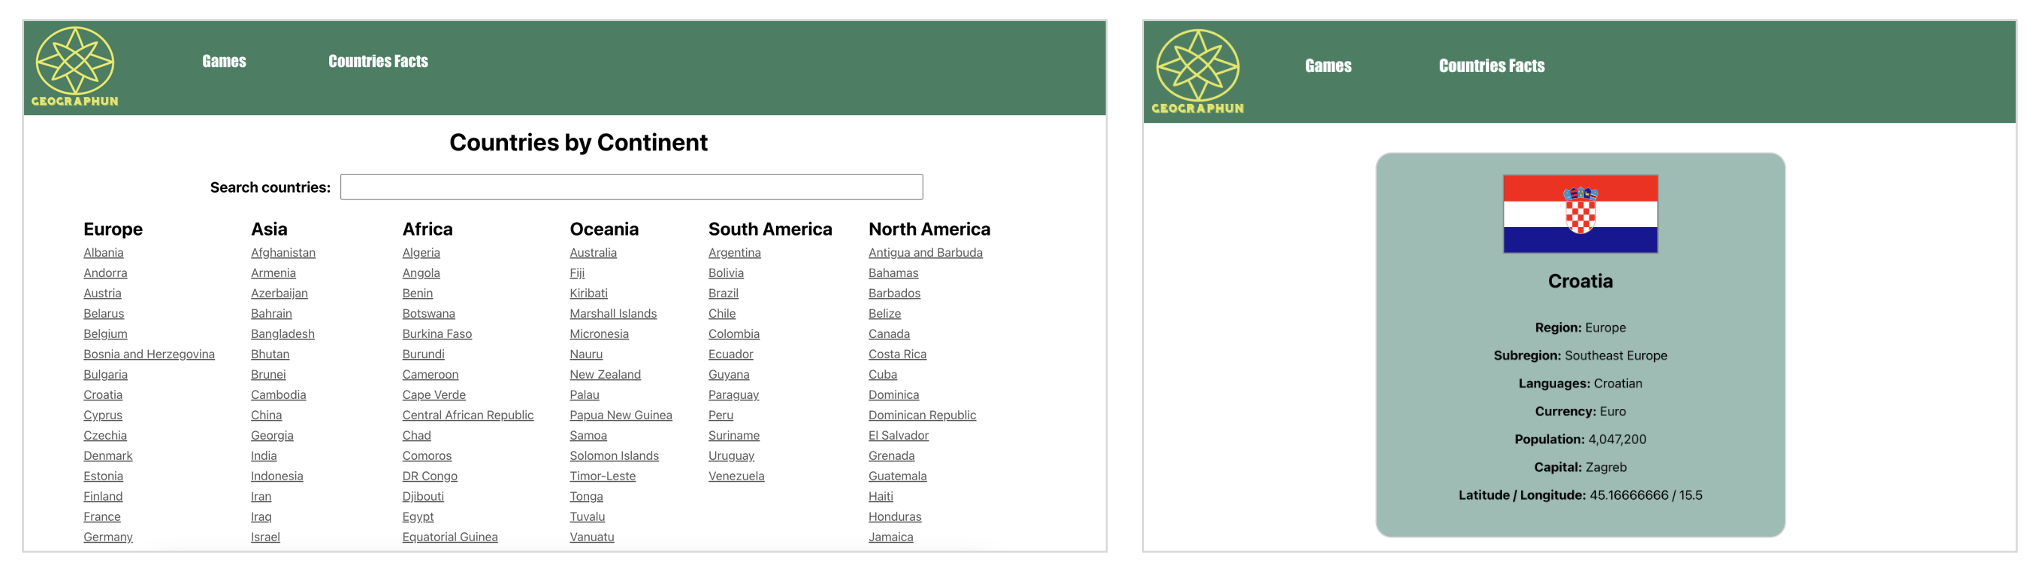 GEOGRAPHUN
Games
Countries Facts
Countries by Continent
Search countries:
Europe
Albania
Andorra
Austria
Belarus
Belgium
Bosnia and Herzegovina
Bulgaria
Croatia
Cyprus
Czechia
Denmark
Estonia
Finland
France
Germany
Asia
Afghanistan
Armenia
Azerbaijan
Bahrain
Bangladesh
Bhutan
Brunei
Cambodia
China
Georgia
India
Indonesia
Iran
Iraq
Israel
Africa
Algeria
Angola
Benin
Botswana
Burkina Faso
Burundi
Cameroon
Cape Verde
Central African Republic
Chad
Comoros
DR Congo
Djibouti
Egypt
Equatorial Guinea
Oceania
Australia
Fiji
Kiribati
Marshall Islands
Micronesia
Nauru
New Zealand
Palau
Papua New Guinea
Samoa
Solomon Islands
Timor-Leste
Tonga
Tuvalu
Vanuatu
South America
Argentina
Bolivia
Brazil
Chile
Colombia
Ecuador
Guyana
Paraguay
Peru
Suriname
Uruguay
Venezuela
North America
Antigua and Barbuda
Bahamas
Barbados
Belize
Canada
Costa Rica
Cuba
Dominica
Dominican Republic
El Salvador
Grenada
Guatemala
Haiti
Honduras
Jamaica
GEOGRAPHUN
Games
Countries Facts
Croatia
Region: Europe
Subregion: Southeast Europe
Languages: Croatian
Currency: Euro
Population: 4,047,200
Capital: Zagreb
Latitude / Longitude: 45.16666666 / 15.5